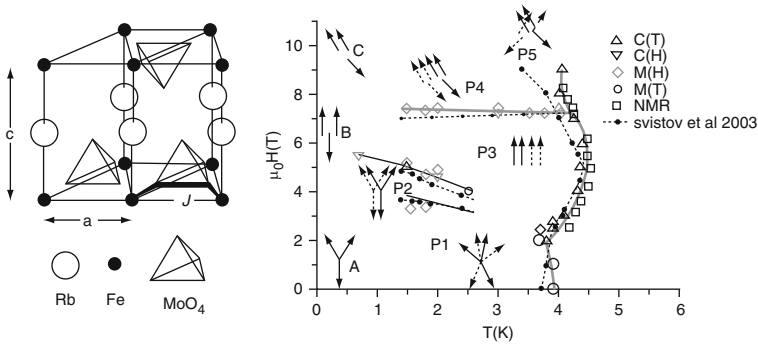 c
a
J
Rb
Fe
MoO4
μ0H(T)
10
8
6
4
2
0
0
1
2
3
4
5
6
T(K)
C
B
A
P4
P5
P3
P2
P1
C(T)
C(H)
M(H)
M(T)
NMR
svistov et al 2003